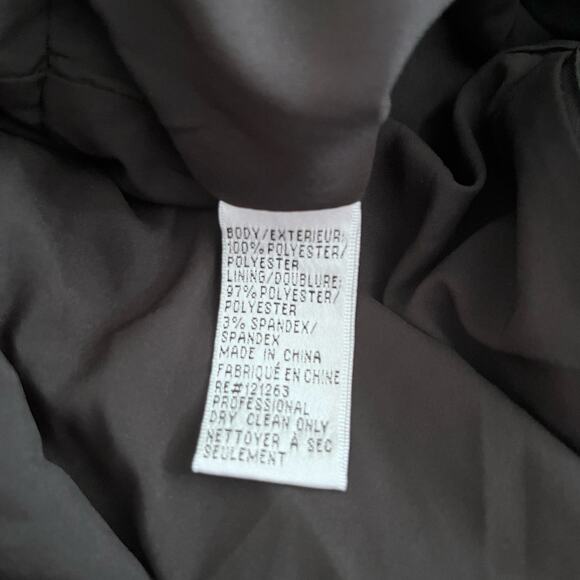 BODY/EXTERIEUR:
100% POLYESTER/
POLYESTER
LINING/DOUBLURE:
97% POLYESTER/
POLYESTER
3% SPANDEX/
SPANDEX
MADE IN CHINA
FABRIQUÉ EN CHINE
RE#121263
PROFESSIONAL
DRY CLEAN ONLY
NETTOYER À SEC
SEULEMENT